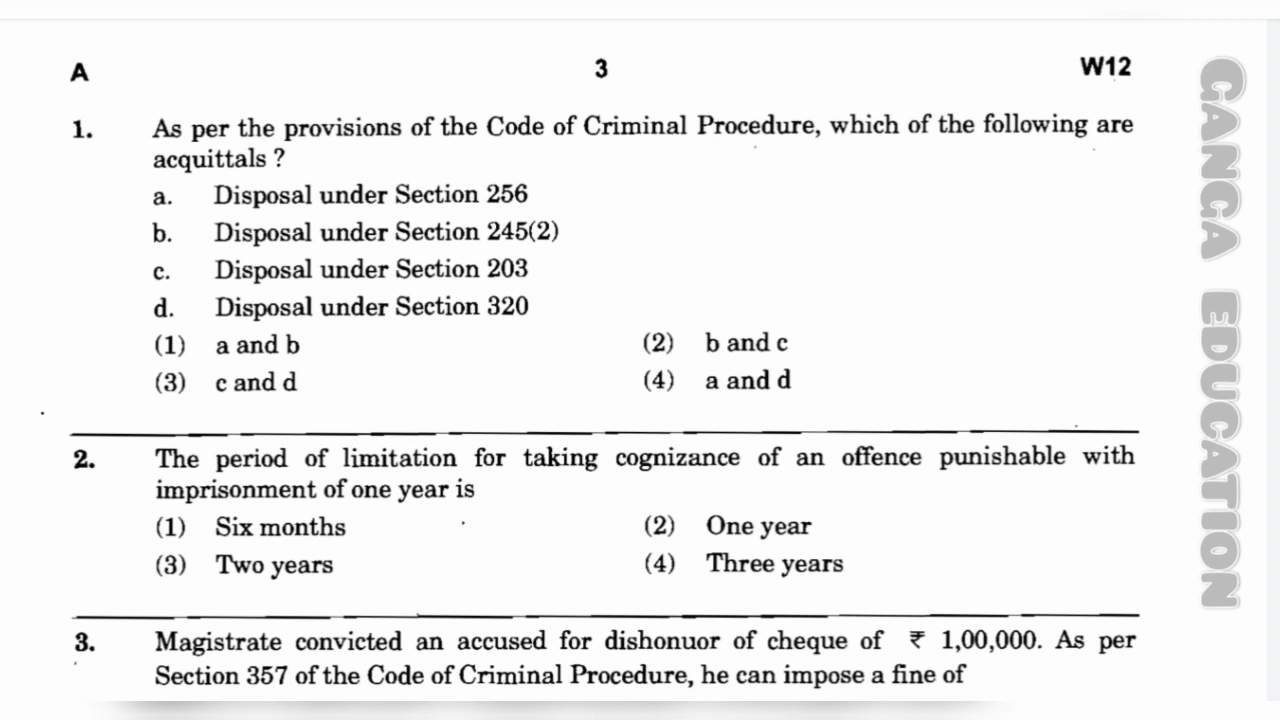 A 3 W12
1. As per the provisions of the Code of Criminal Procedure, which of the following are
acquittals ?
a. Disposal under Section 256
b. Disposal under Section 245(2)
c. Disposal under Section 203
d. Disposal under Section 320
(1) a and b (2) b and c
(3) c and d (4) a and d
2. The period of limitation for taking cognizance of an offence punishable with
imprisonment of one year is
(1) Six months (2) One year
(3) Two years (4) Three years
3. Magistrate convicted an accused for dishonuor of cheque of ₹ 1,00,000. As per
Section 357 of the Code of Criminal Procedure, he can impose a fine of
GANGA EDUCATION